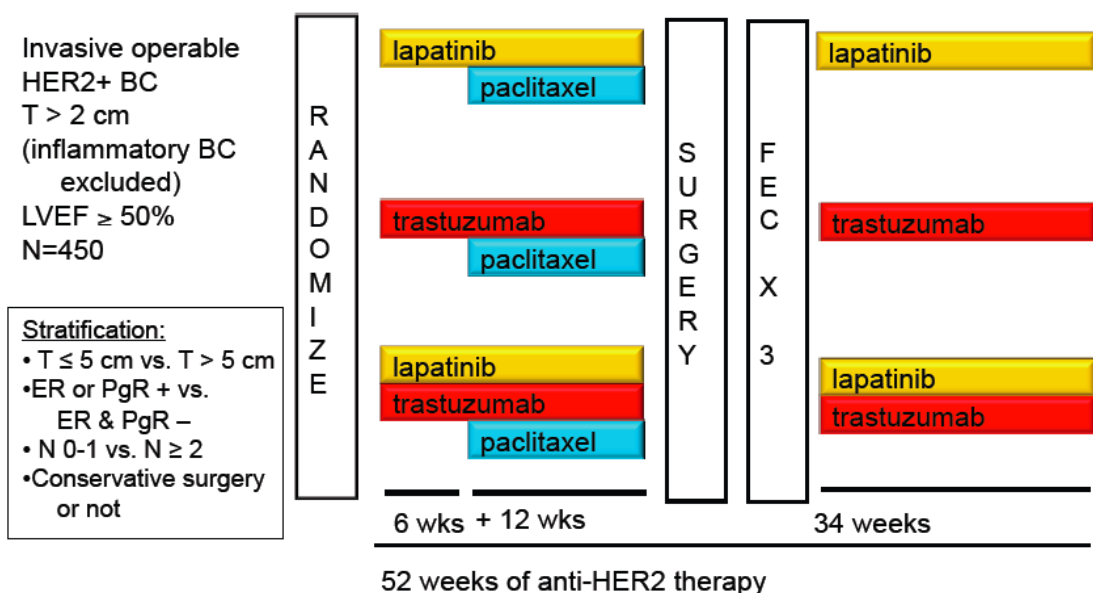 Invasive operable
HER2+ BC
T > 2 cm
(inflammatory BC
excluded)
LVEF ≥ 50%
N=450
Stratification:
• T ≤ 5 cm vs. T > 5 cm
•ER or PgR + vs.
ER & PgR –
• N 0-1 vs. N ≥ 2
•Conservative surgery
or not
RANDOMIZE
lapatinib
paclitaxel
trastuzumab
paclitaxel
lapatinib
trastuzumab
paclitaxel
SURGERY
FEC X 3
lapatinib
trastuzumab
lapatinib
trastuzumab
6 wks
+ 12 wks
34 weeks
52 weeks of anti-HER2 therapy